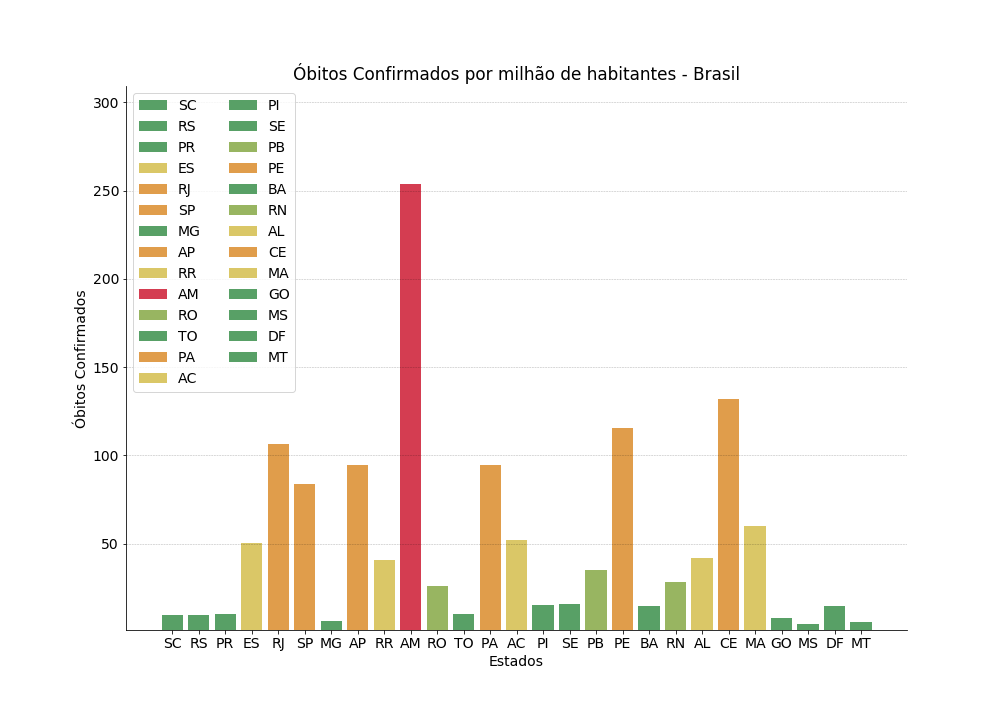 Óbitos Confirmados por milhão de habitantes - Brasil
300
250
200
150
100
50
Óbitos Confirmados
SC
RS
PR
ES
RJ
SP
MG
AP
RR
AM
RO
TO
PA
AC
PI
SE
PB
PE
BA
RN
AL
CE
MA
GO
MS
DF
MT
SC RS PR ES RJ SP MG AP RR AM RO TO PA AC PI SE PB PE BA RN AL CE MA GO MS DF MT
Estados